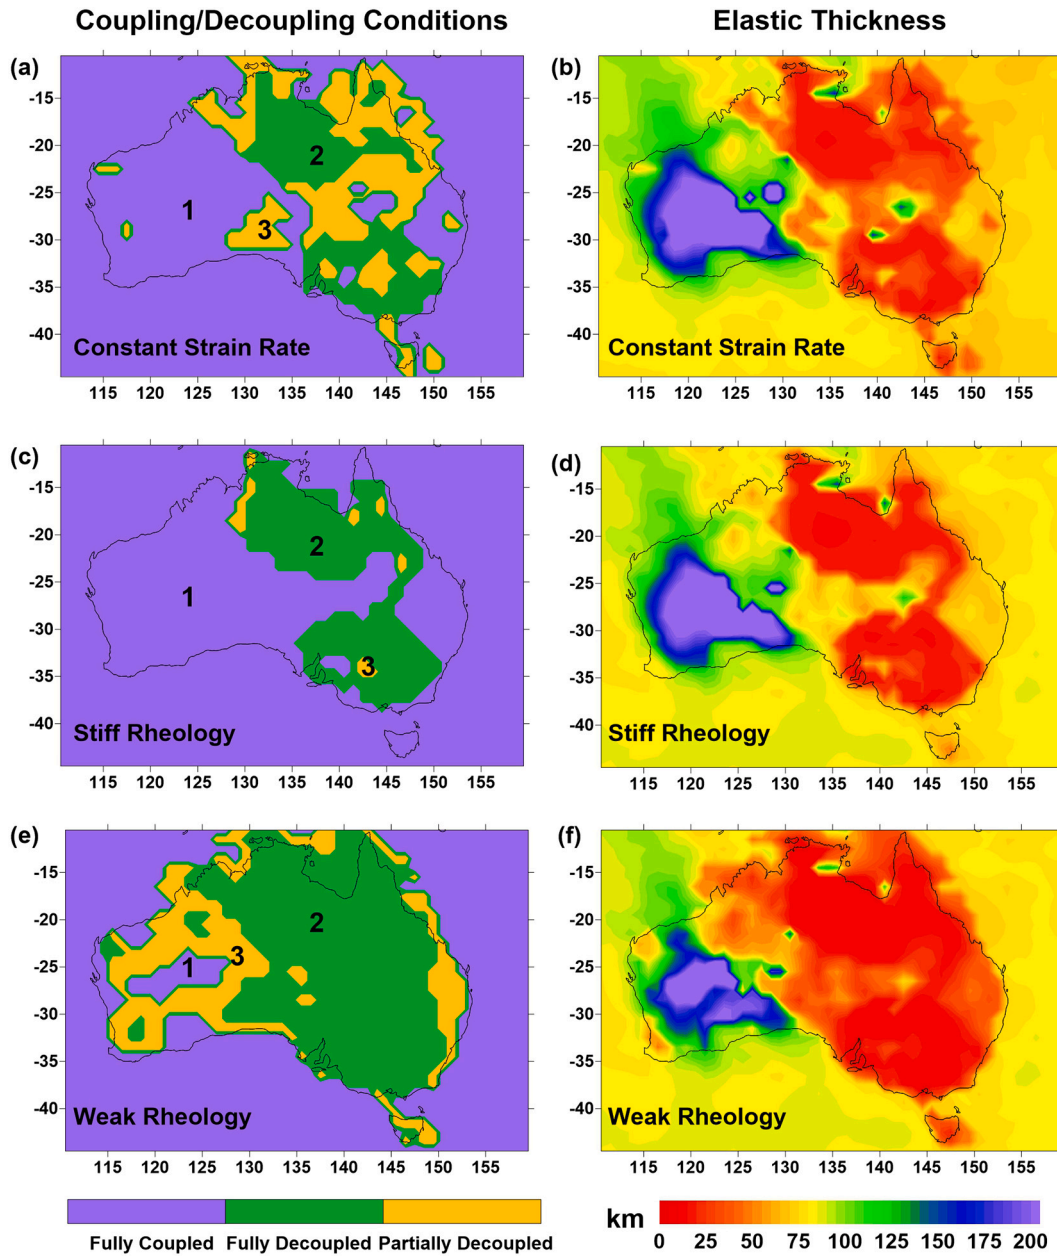 Coupling/Decoupling Conditions
Elastic Thickness
(a)
-15
-20
-25
-30
-35
-40
1
2
3
Constant Strain Rate
115 120 125 130 135 140 145 150 155
(b)
-15
-20
-25
-30
-35
-40
Constant Strain Rate
115 120 125 130 135 140 145 150 155
(c)
-15
-20
-25
-30
-35
-40
2
1
3
Stiff Rheology
115 120 125 130 135 140 145 150 155
(d)
-15
-20
-25
-30
-35
-40
Stiff Rheology
115 120 125 130 135 140 145 150 155
(e)
-15
-20
-25
-30
-35
-40
2
3
1
Weak Rheology
115 120 125 130 135 140 145 150 155
(f)
-15
-20
-25
-30
-35
-40
Weak Rheology
115 120 125 130 135 140 145 150 155
Fully Coupled Fully Decoupled Partially Decoupled
km
0 25 50 75 90 100 125 150 175 200